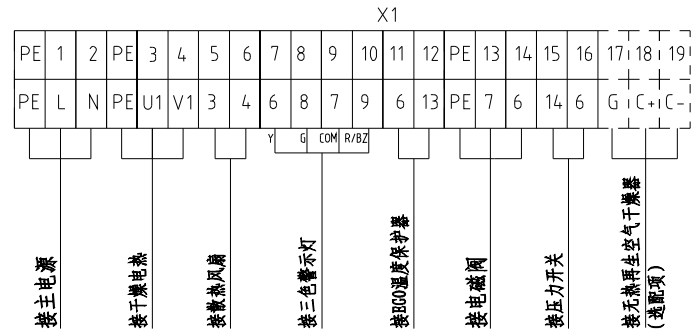 X1
PE 1 2 PE 3 4 5 6 7 8 9 10 11 12 PE 13 14 15 16 17 18 19
PE L N PE U1 V1 3 4 6 8 7 9 6 13 PE 7 6 14 6 G C+ C-
Y G COM R/BZ
接主电源
接干燥电热
接散热风扇
接三色警示灯
接EGO温度保护器
接电磁阀
接压力开关
接无热再生空气干燥器
(选配项)